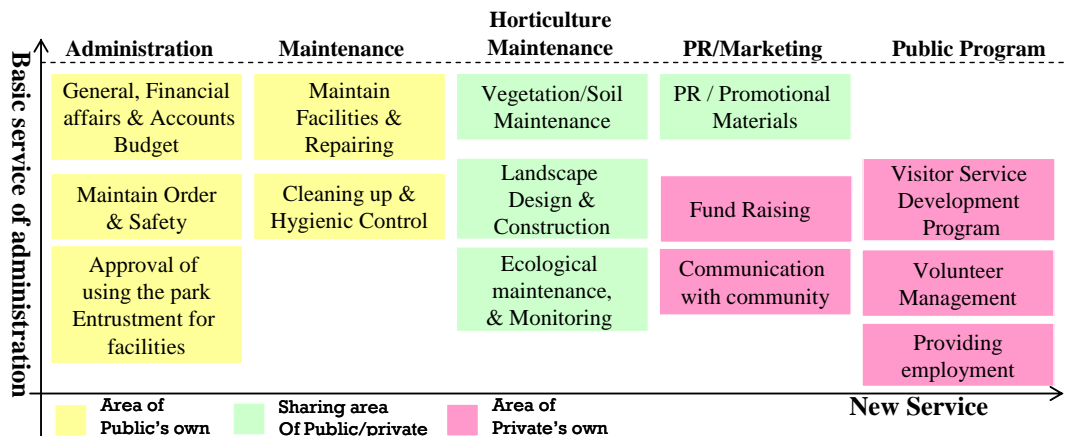 Horticulture
Administration
Maintenance
Maintenance
PR/Marketing
Public Program
Basic service of administration
General, Financial
affairs & Accounts
Budget
Maintain
Facilities &
Repairing
Vegetation/Soil
Maintenance
PR / Promotional
Materials
Maintain Order
& Safety
Cleaning up &
Hygienic Control
Landscape
Design &
Construction
Fund Raising
Visitor Service
Development
Program
Approval of
using the park
Entrustment for
facilities
Ecological
maintenance,
& Monitoring
Communication
with community
Volunteer
Management
Providing
employment
New Service
Area of
Public's own
Sharing area
Of Public/private
Area of
Private's own